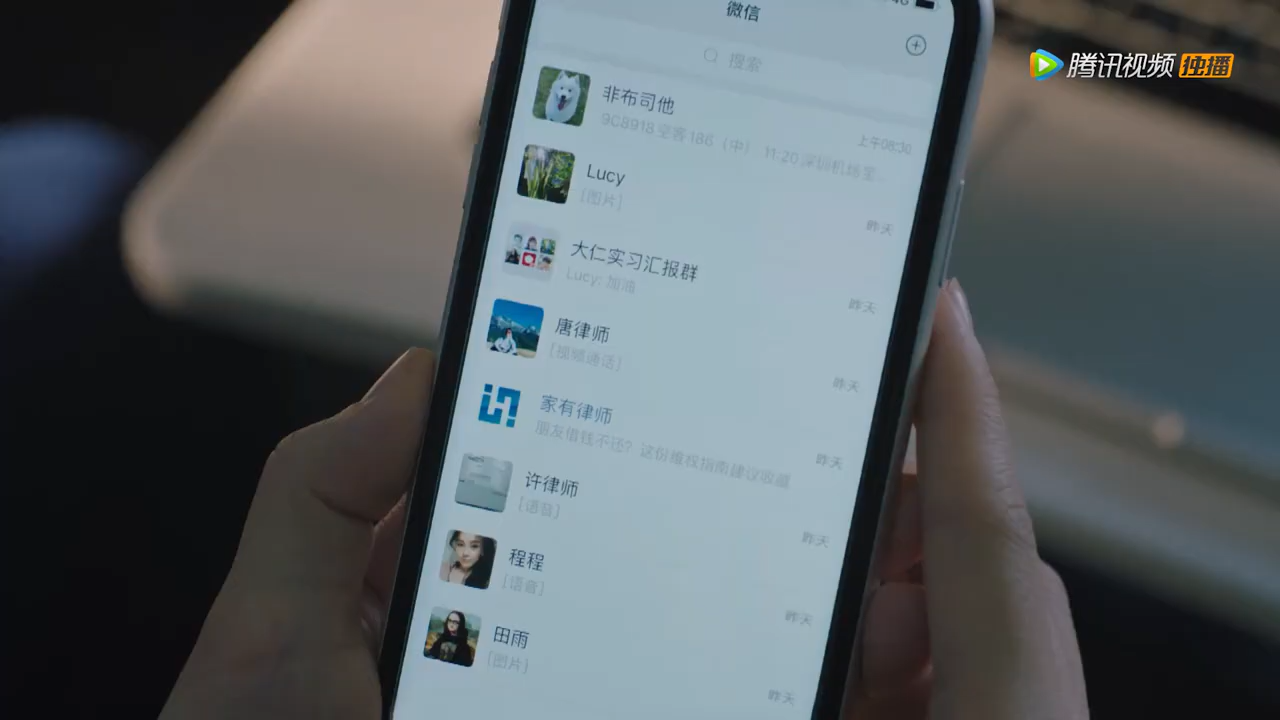 微信
腾讯视频 独播
搜索
非布司他
上午08:30
9C8918 空客186（中） 11:20 深圳机场至...
Lucy
昨天
[图片]
大仁实习汇报群
昨天
Lucy: 加油
唐律师
昨天
[视频通话]
家有律师
昨天
朋友借钱不还？这份维权指南建议收藏
许律师
昨天
[语音]
程程
昨天
[语音]
田雨
昨天
[图片]